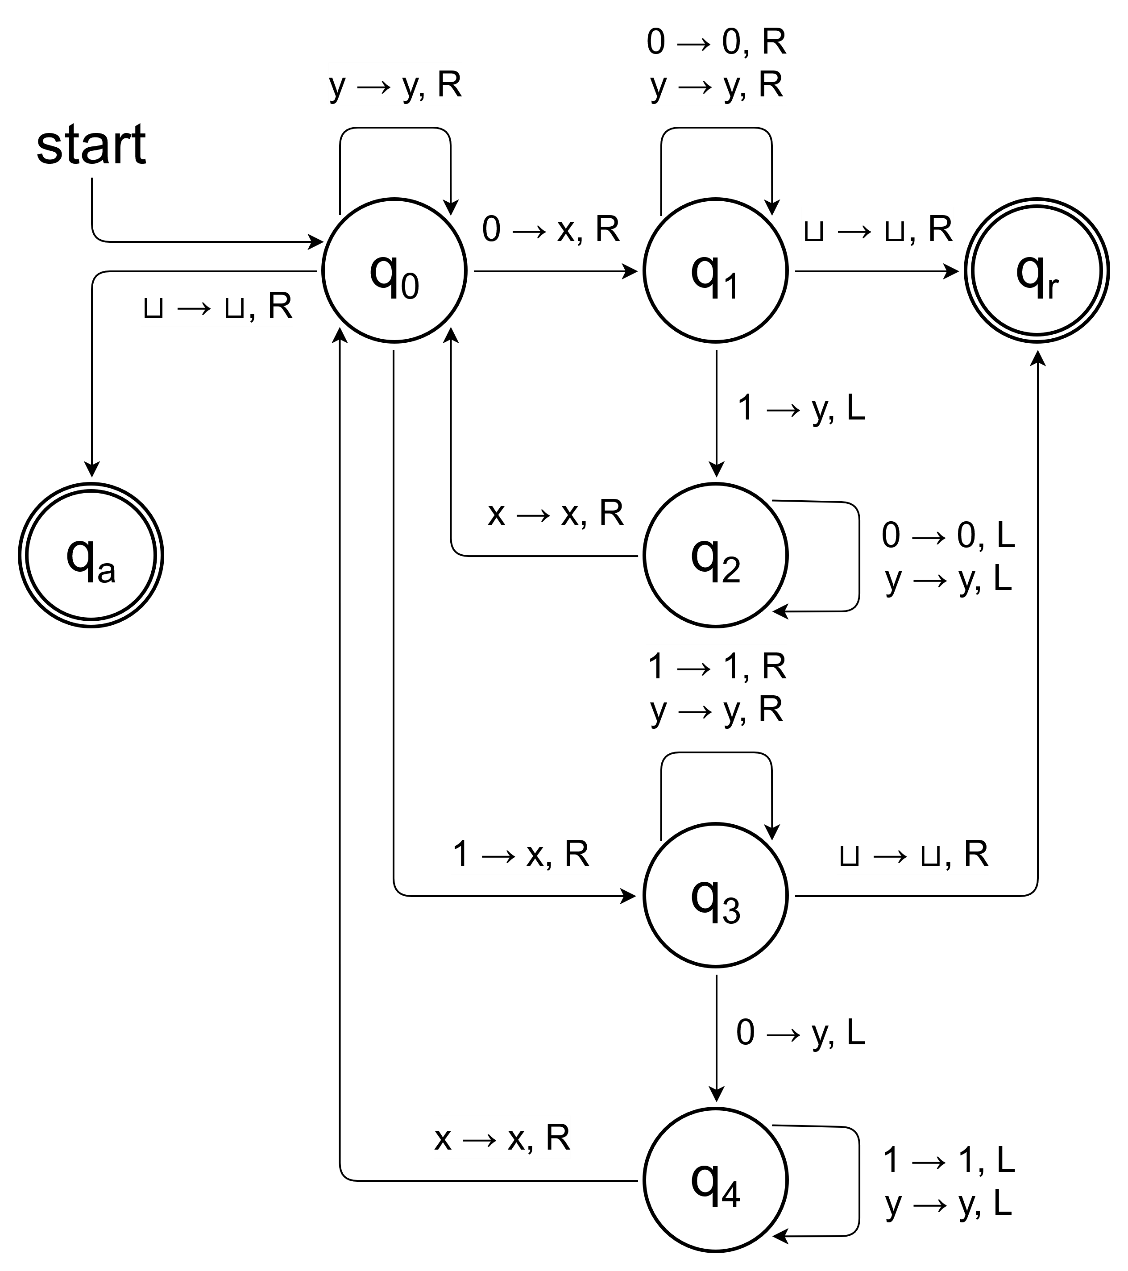 0 → 0, R
y → y, R
y → y, R
start
0 → x, R
⊔ → ⊔, R
q₀
q₁
qᵣ
⊔ → ⊔, R
1 → y, L
x → x, R
qₐ
q₂
0 → 0, L
y → y, L
1 → 1, R
y → y, R
1 → x, R
⊔ → ⊔, R
q₃
0 → y, L
x → x, R
q₄
1 → 1, L
y → y, L